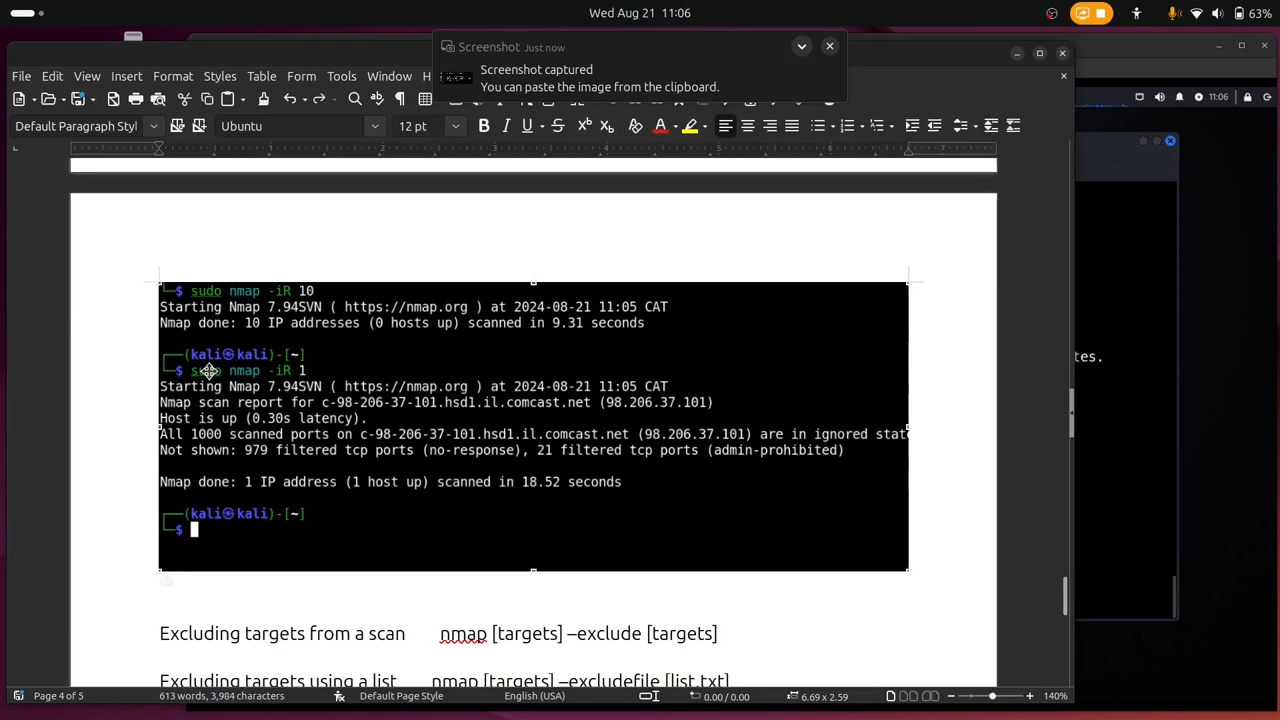 Wed Aug 21 11:06
63%
Screenshot Just now
Screenshot captured
You can paste the image from the clipboard.
File Edit View Insert Format Styles Table Form Tools Window H
11:06
Default Paragraph Styl
Ubuntu
12 pt
2 3 4 5 6 7
└─$ sudo nmap -iR 10
Starting Nmap 7.94SVN ( https://nmap.org ) at 2024-08-21 11:05 CAT
Nmap done: 10 IP addresses (0 hosts up) scanned in 9.31 seconds
┌──(kali㉿kali)-[~]
└─$ sudo nmap -iR 1
Starting Nmap 7.94SVN ( https://nmap.org ) at 2024-08-21 11:05 CAT
Nmap scan report for c-98-206-37-101.hsd1.il.comcast.net (98.206.37.101)
Host is up (0.30s latency).
All 1000 scanned ports on c-98-206-37-101.hsd1.il.comcast.net (98.206.37.101) are in ignored state
Not shown: 979 filtered tcp ports (no-response), 21 filtered tcp ports (admin-prohibited)
Nmap done: 1 IP address (1 host up) scanned in 18.52 seconds
┌──(kali㉿kali)-[~]
└─$
tes.
Excluding targets from a scan nmap [targets] –exclude [targets]
Excluding targets using a list nmap [targets] –excludefile [list.txt]
Page 4 of 5
613 words, 3,984 characters
Default Page Style
English (USA)
0.00 / 0.00
6.69 x 2.59
140%